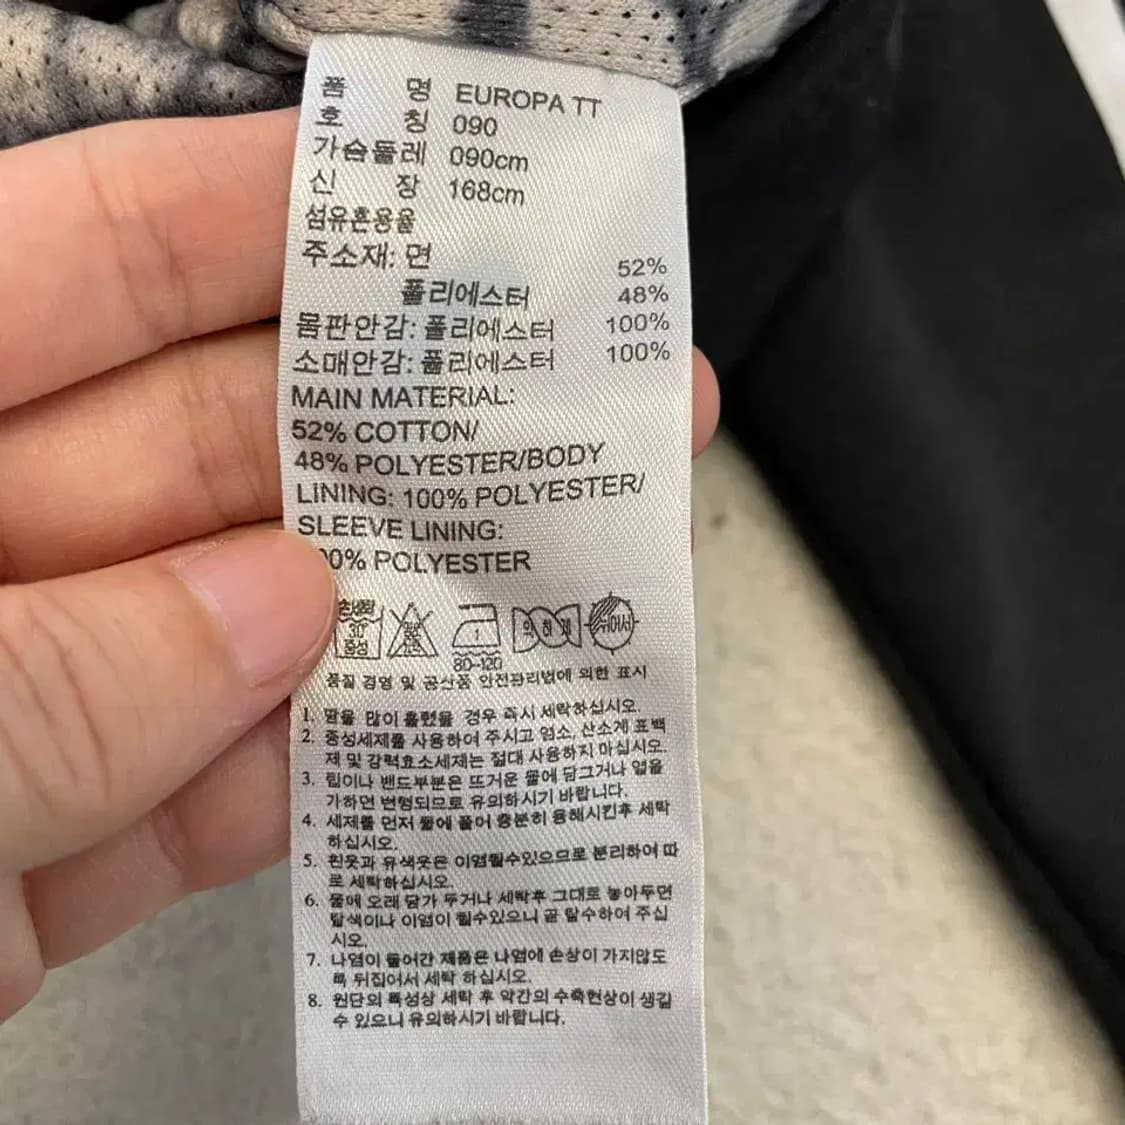 품 명 EUROPA TT
호 칭 090
가슴둘레 090cm
신 장 168cm
섬유혼용율
주소재: 면 52%
폴리에스터 48%
몸판안감: 폴리에스터 100%
소매안감: 폴리에스터 100%
MAIN MATERIAL:
52% COTTON/
48% POLYESTER/BODY
LINING: 100% POLYESTER/
SLEEVE LINING:
00% POLYESTER
손세탁 30° 중성 80~120 뉘어서
품질 경영 및 공산품 안전관리법에 의한 표시
1. 땀을 많이 흘렸을 경우 즉시 세탁하십시오.
2. 중성세제를 사용하여 주시고 염소, 산소계 표백
제 및 강력효소세제는 절대 사용하지 마십시오.
3. 립이나 밴드부분은 뜨거운 물에 담그거나 열을
가하면 변형되므로 유의하시기 바랍니다.
4. 세제를 먼저 물에 풀어 충분히 용해시킨후 세탁
하십시오.
5. 흰옷과 유색옷은 이염될수있으므로 분리하여 따
로 세탁하십시오.
6. 물에 오래 담가 두거나 세탁후 그대로 놓아두면
탈색이나 이염이 될수있으니 곧 탈수하여 주십
시오.
7. 나염이 들어간 제품은 나염에 손상이 가지않도
록 뒤집어서 세탁 하십시오.
8. 원단의 특성상 세탁 후 약간의 수축현상이 생길
수 있으니 유의하시기 바랍니다.